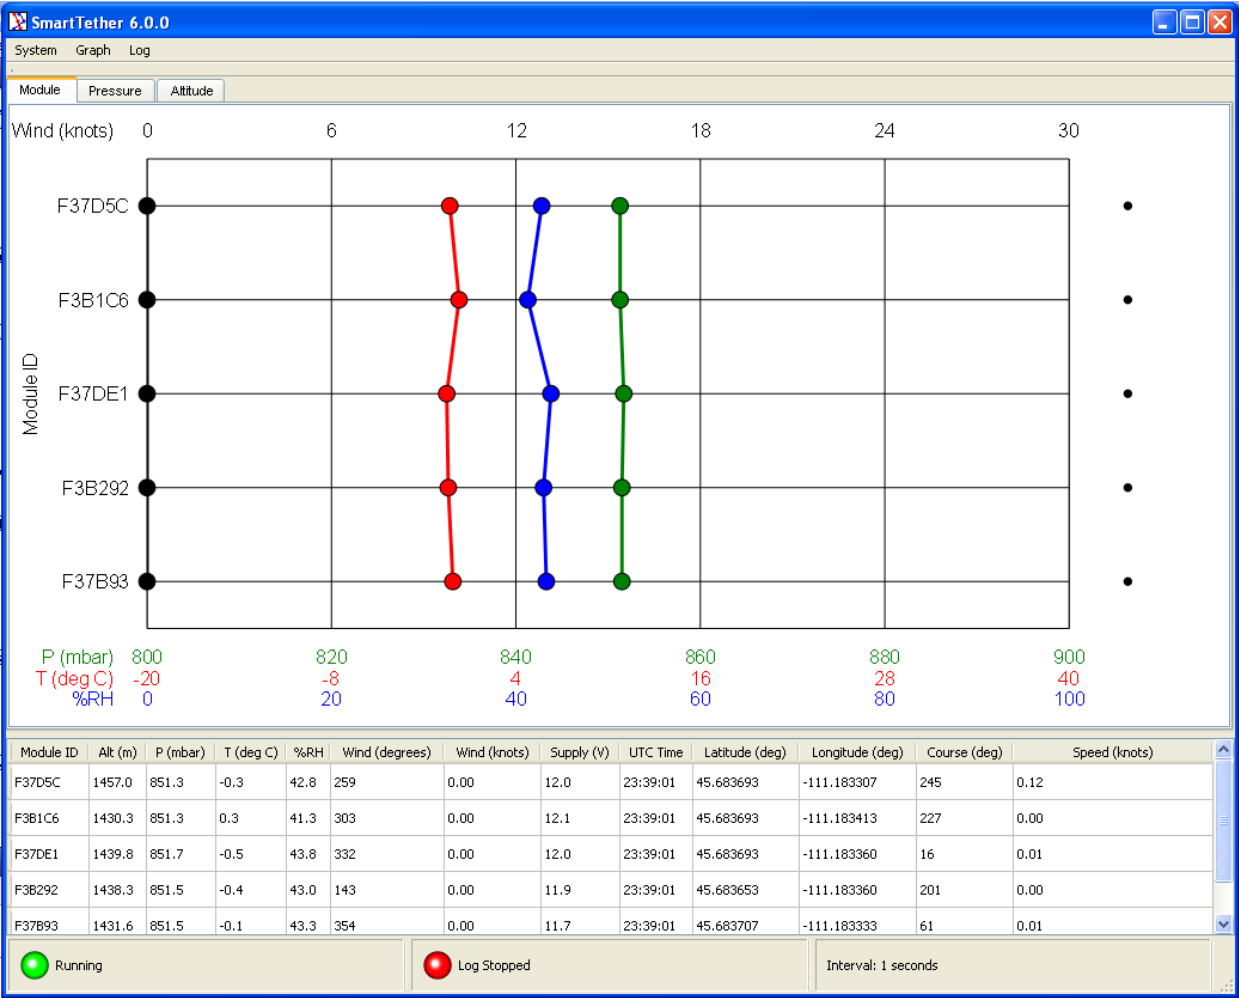 SmartTether 6.0.0
System Graph Log
Module Pressure Altitude
Wind (knots) 0 6 12 18 24 30
F37D5C
F3B1C6
Module ID
F37DE1
F3B292
F37B93
P (mbar) 800 820 840 860 880 900
T (deg C) -20 -8 4 16 28 40
%RH 0 20 40 60 80 100
Module ID Alt (m) P (mbar) T (deg C) %RH Wind (degrees) Wind (knots) Supply (V) UTC Time Latitude (deg) Longitude (deg) Course (deg) Speed (knots)
F37D5C 1457.0 851.3 -0.3 42.8 259 0.00 12.0 23:39:01 45.683693 -111.183307 245 0.12
F3B1C6 1430.3 851.3 0.3 41.3 303 0.00 12.1 23:39:01 45.683693 -111.183413 227 0.00
F37DE1 1439.8 851.7 -0.5 43.8 332 0.00 12.0 23:39:01 45.683693 -111.183360 16 0.01
F3B292 1438.3 851.5 -0.4 43.0 143 0.00 11.9 23:39:01 45.683653 -111.183360 201 0.00
F37B93 1431.6 851.5 -0.1 43.3 354 0.00 11.7 23:39:01 45.683707 -111.183333 61 0.01
Running Log Stopped Interval: 1 seconds